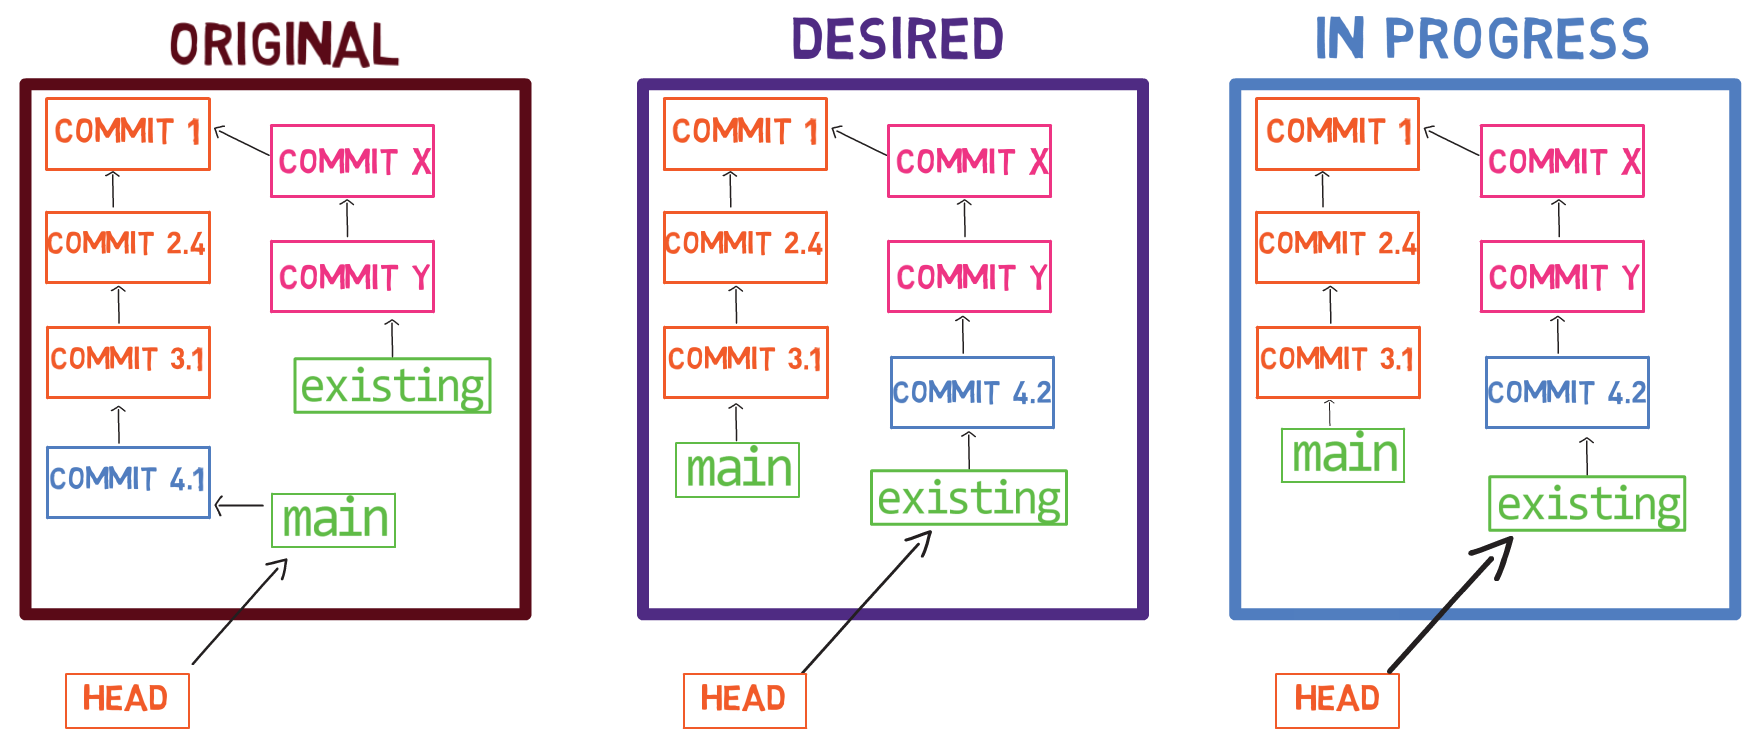 ORIGINAL
COMMIT 1
COMMIT X
COMMIT 2.4
COMMIT Y
COMMIT 3.1
existing
COMMIT 4.1
main
HEAD
DESIRED
COMMIT 1
COMMIT X
COMMIT 2.4
COMMIT Y
COMMIT 3.1
COMMIT 4.2
main
existing
HEAD
IN PROGRESS
COMMIT 1
COMMIT X
COMMIT 2.4
COMMIT Y
COMMIT 3.1
COMMIT 4.2
main
existing
HEAD